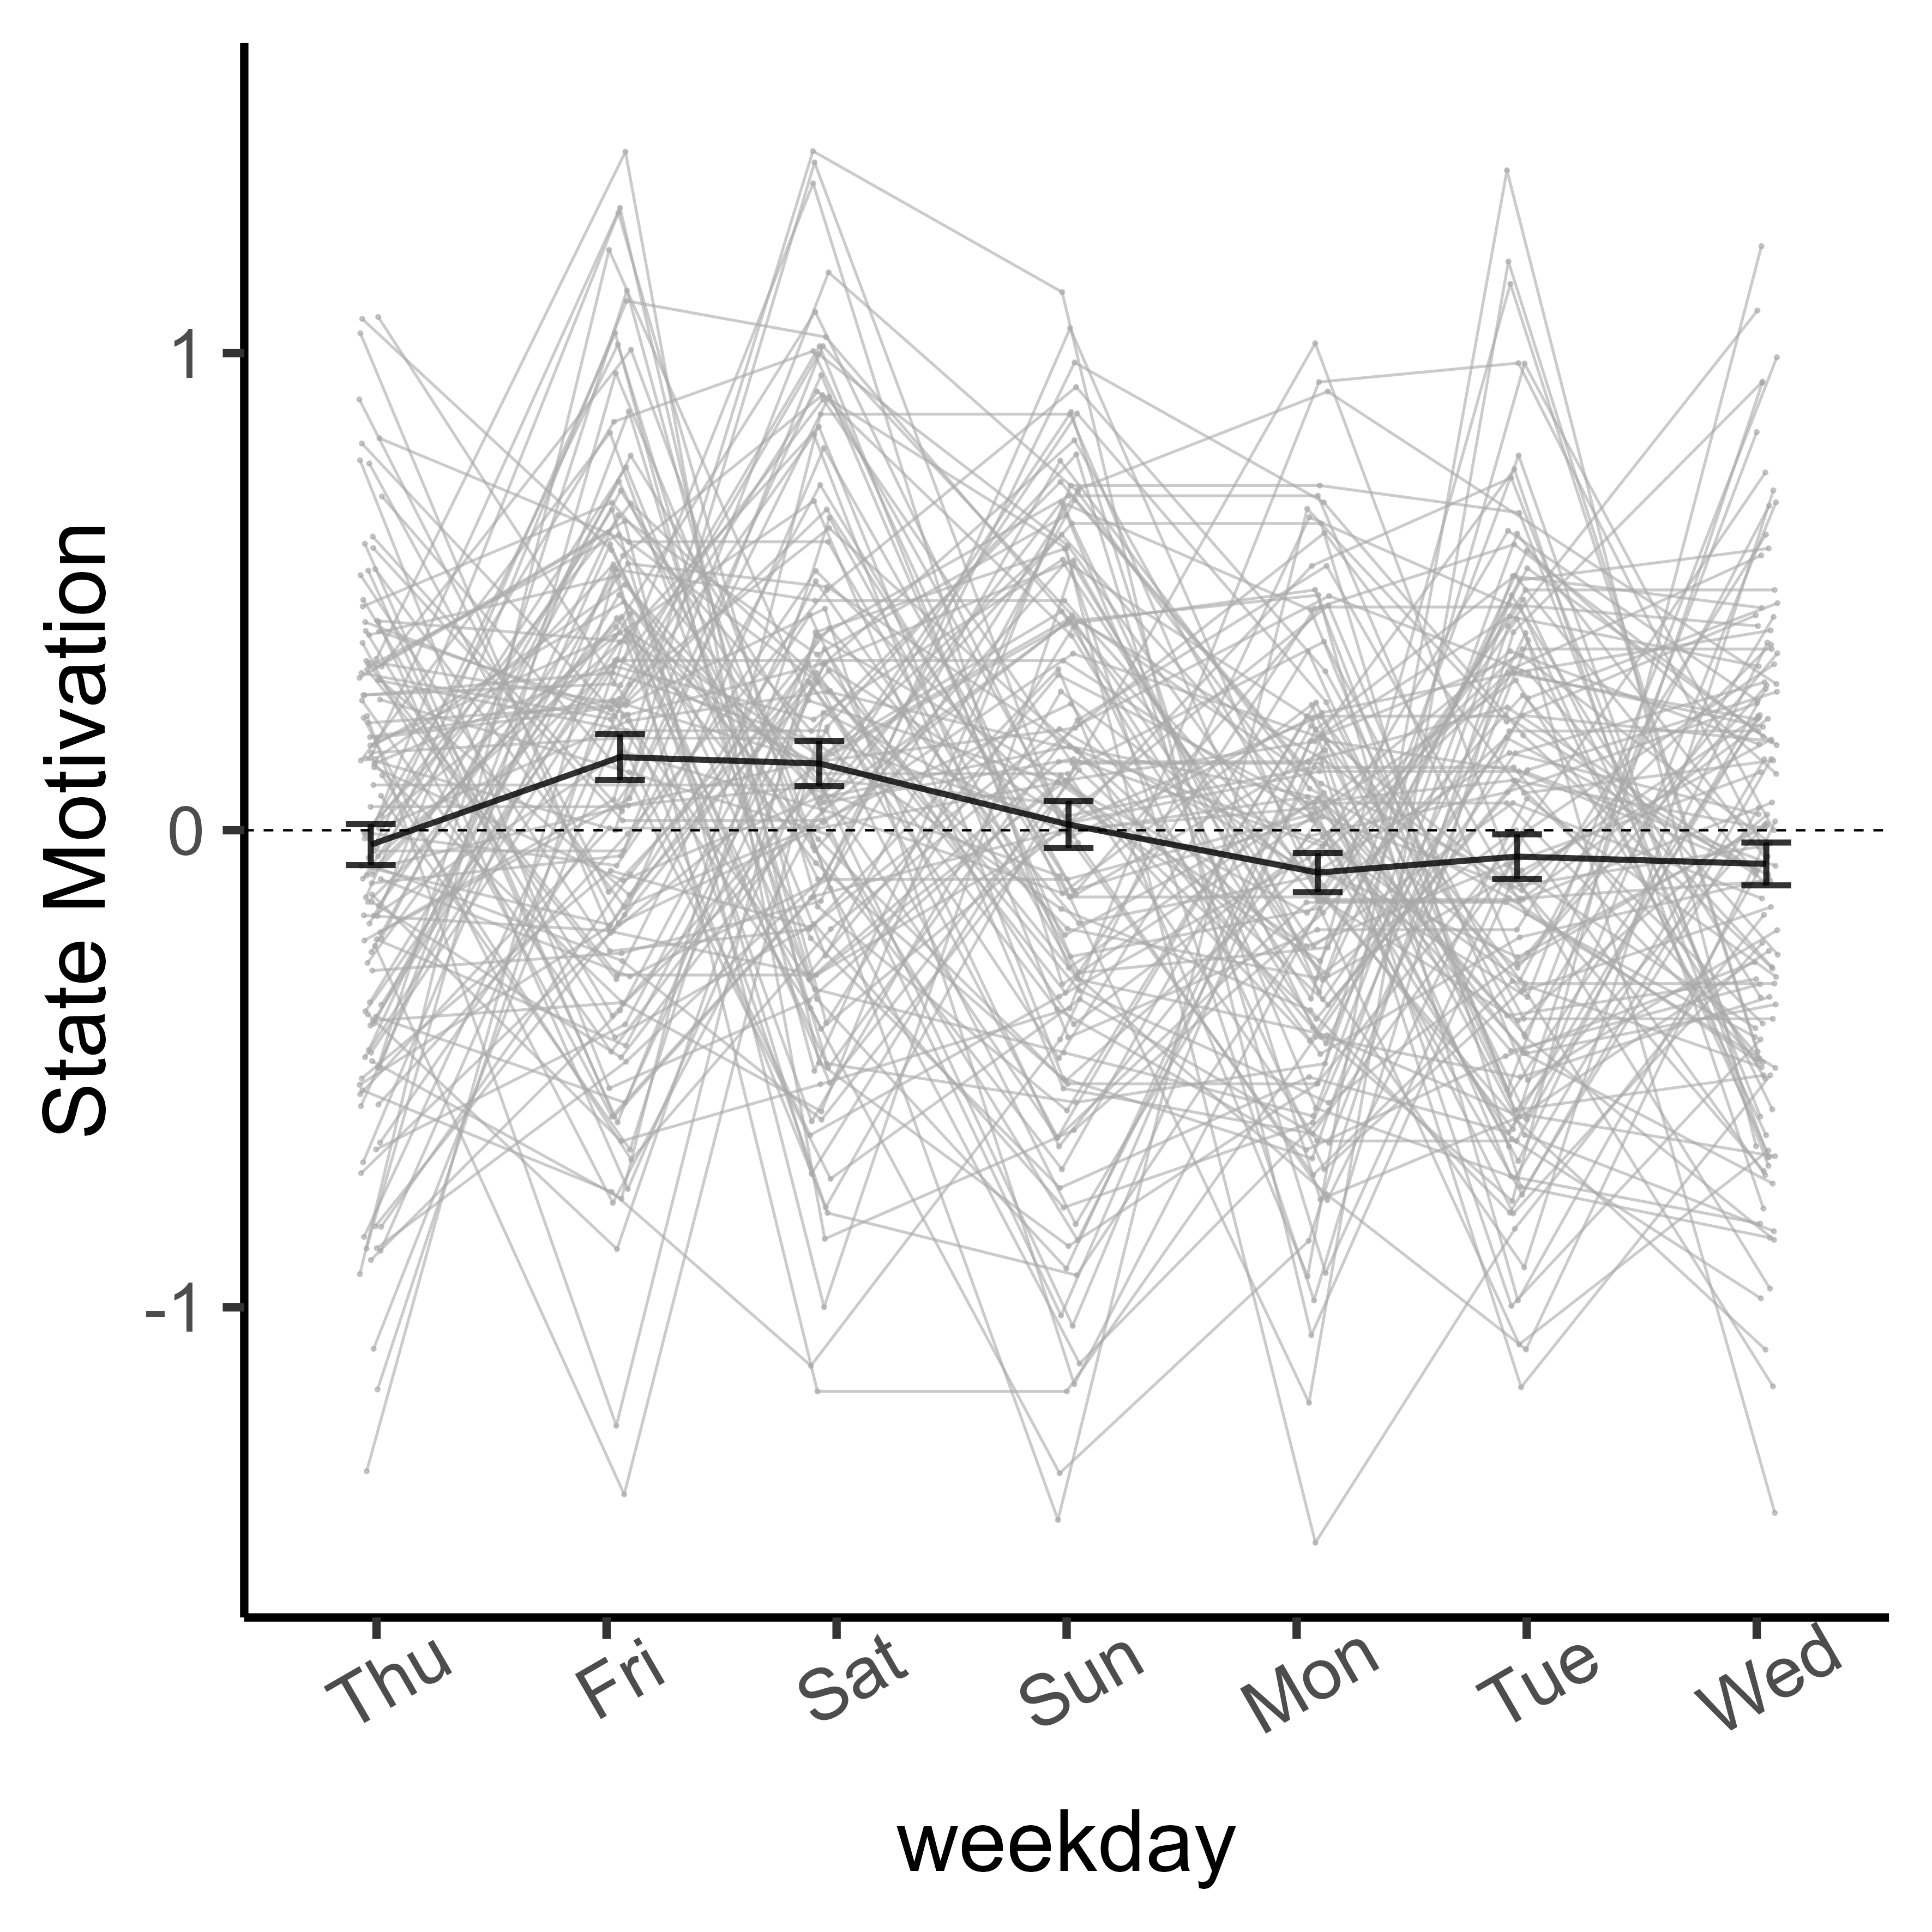 State Motivation
1
0
-1
Thu
Fri
Sat
Sun
Mon
Tue
Wed
weekday